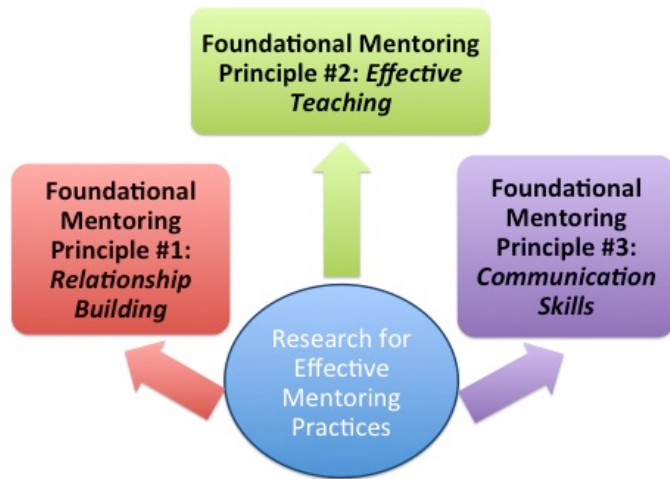 Foundational Mentoring
Principle #2: Effective
Teaching
Foundational
Mentoring
Principle #1:
Relationship
Building
Foundational
Mentoring
Principle #3:
Communication
Skills
Research for
Effective
Mentoring
Practices